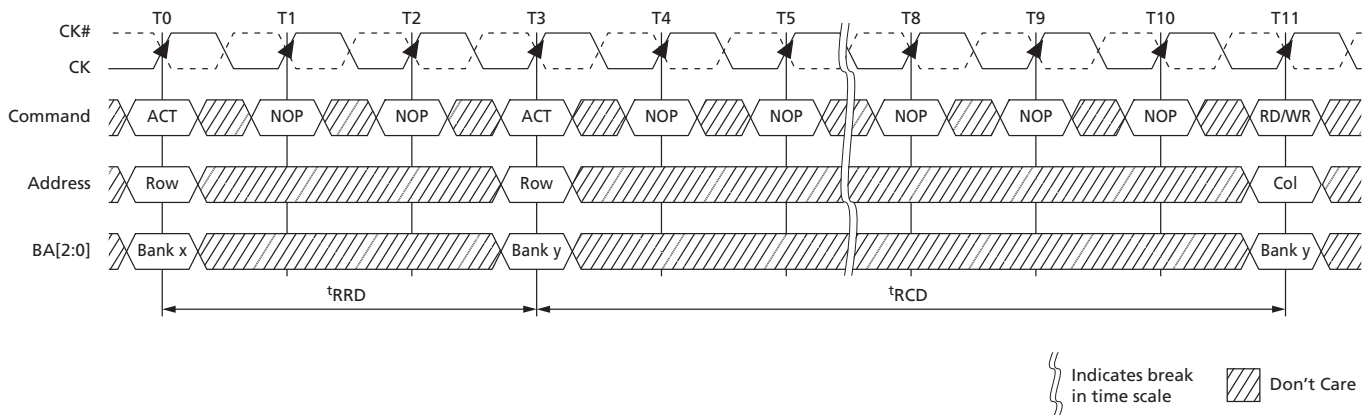 T0 T1 T2 T3 T4 T5 T8 T9 T10 T11
CK#
CK
Command ACT NOP NOP ACT NOP NOP NOP NOP NOP RD/WR
Address Row Row Col
BA[2:0] Bank x Bank y Bank y
tRRD tRCD
Indicates break
in time scale
Don't Care